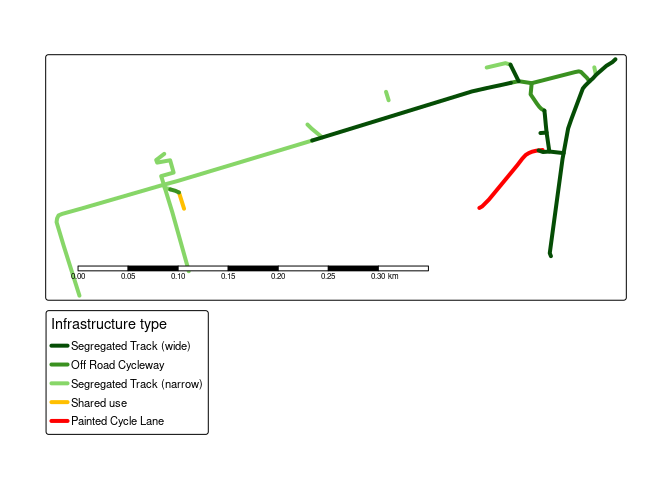 0.00 0.05 0.10 0.15 0.20 0.25 0.30 km
Infrastructure type
Segregated Track (wide)
Off Road Cycleway
Segregated Track (narrow)
Shared use
Painted Cycle Lane